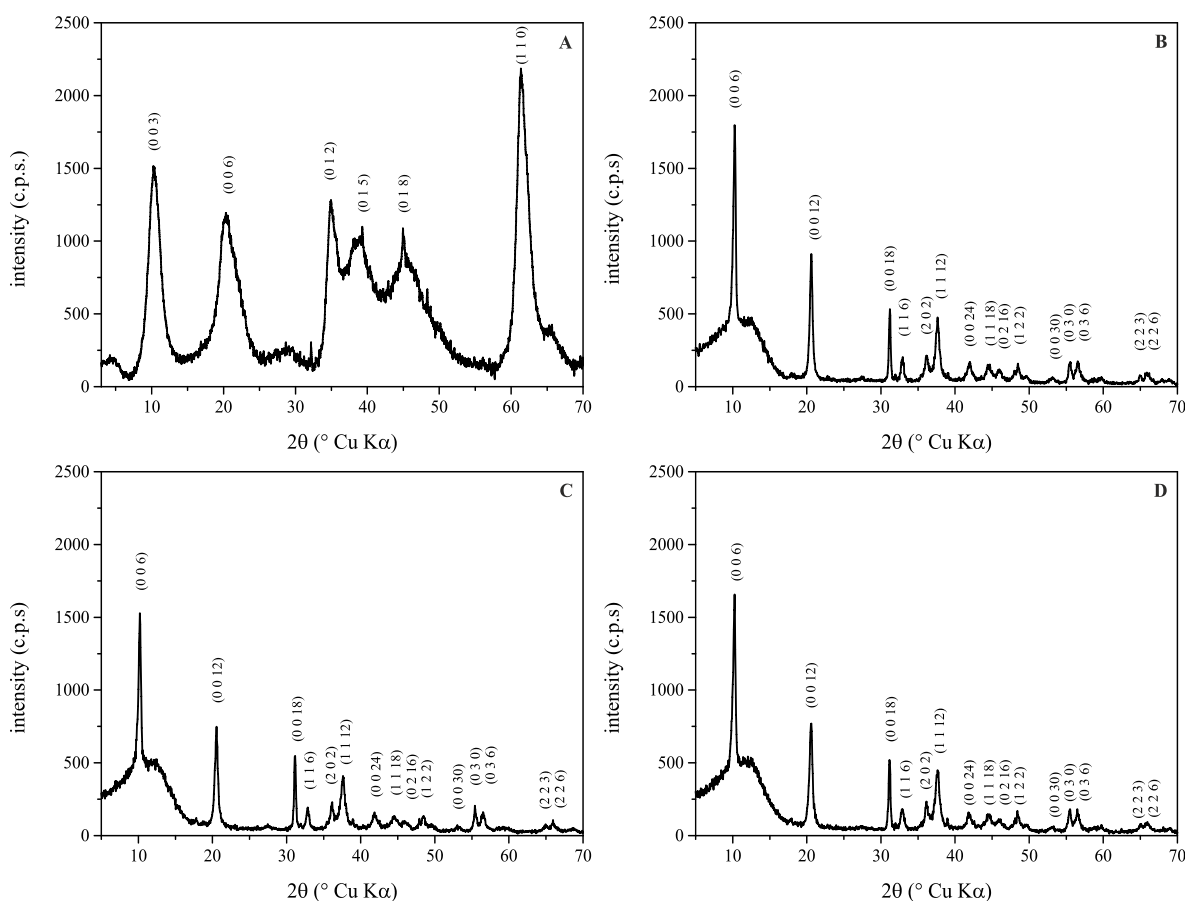 A
intensity (c.p.s.)
2500
2000
1500
1000
500
0
(0 0 3)
(0 0 6)
(0 1 2)
(0 1 5)
(0 1 8)
(1 1 0)
10 20 30 40 50 60 70
2θ (° Cu Kα)
B
intensity (c.p.s)
2500
2000
1500
1000
500
0
(0 0 6)
(0 0 12)
(0 0 18)
(1 1 6)
(2 0 2)
(1 1 12)
(0 0 24)
(1 1 18)
(0 2 16)
(1 2 2)
(0 0 30)
(0 3 0)
(0 3 6)
(2 2 3)
(2 2 6)
10 20 30 40 50 60 70
2θ (° Cu Kα)
C
intensity (c.p.s)
2500
2000
1500
1000
500
0
(0 0 6)
(0 0 12)
(0 0 18)
(1 1 6)
(2 0 2)
(1 1 12)
(0 0 24)
(1 1 18)
(0 2 16)
(1 2 2)
(0 0 30)
(0 3 0)
(0 3 6)
(2 2 3)
(2 2 6)
10 20 30 40 50 60 70
2θ (° Cu Kα)
D
intensity (c.p.s)
2500
2000
1500
1000
500
0
(0 0 6)
(0 0 12)
(0 0 18)
(1 1 6)
(2 0 2)
(1 1 12)
(0 0 24)
(1 1 18)
(0 2 16)
(1 2 2)
(0 0 30)
(0 3 0)
(0 3 6)
(2 2 3)
(2 2 6)
10 20 30 40 50 60 70
2θ (° Cu Kα)